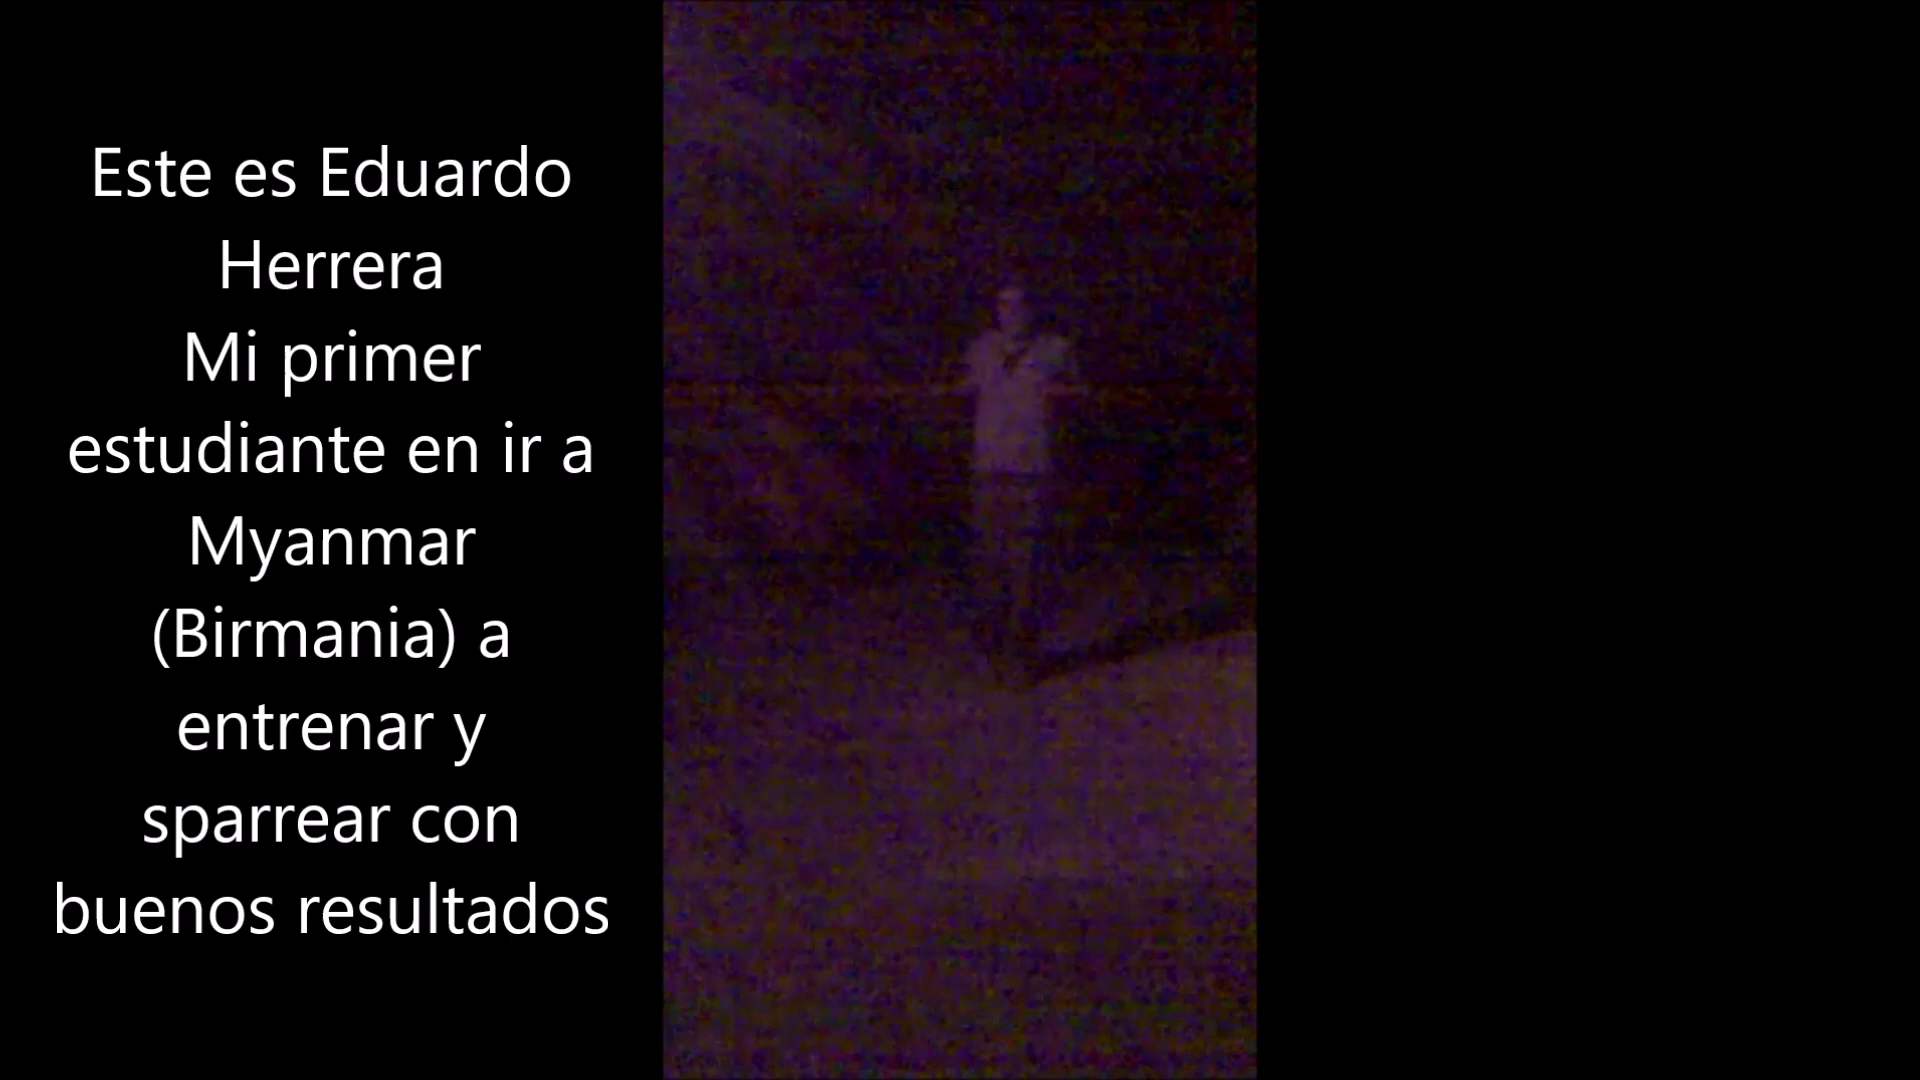 Este es Eduardo
Herrera
Mi primer
estudiante en ir a
Myanmar
(Birmania) a
entrenar y
sparrear con
buenos resultados